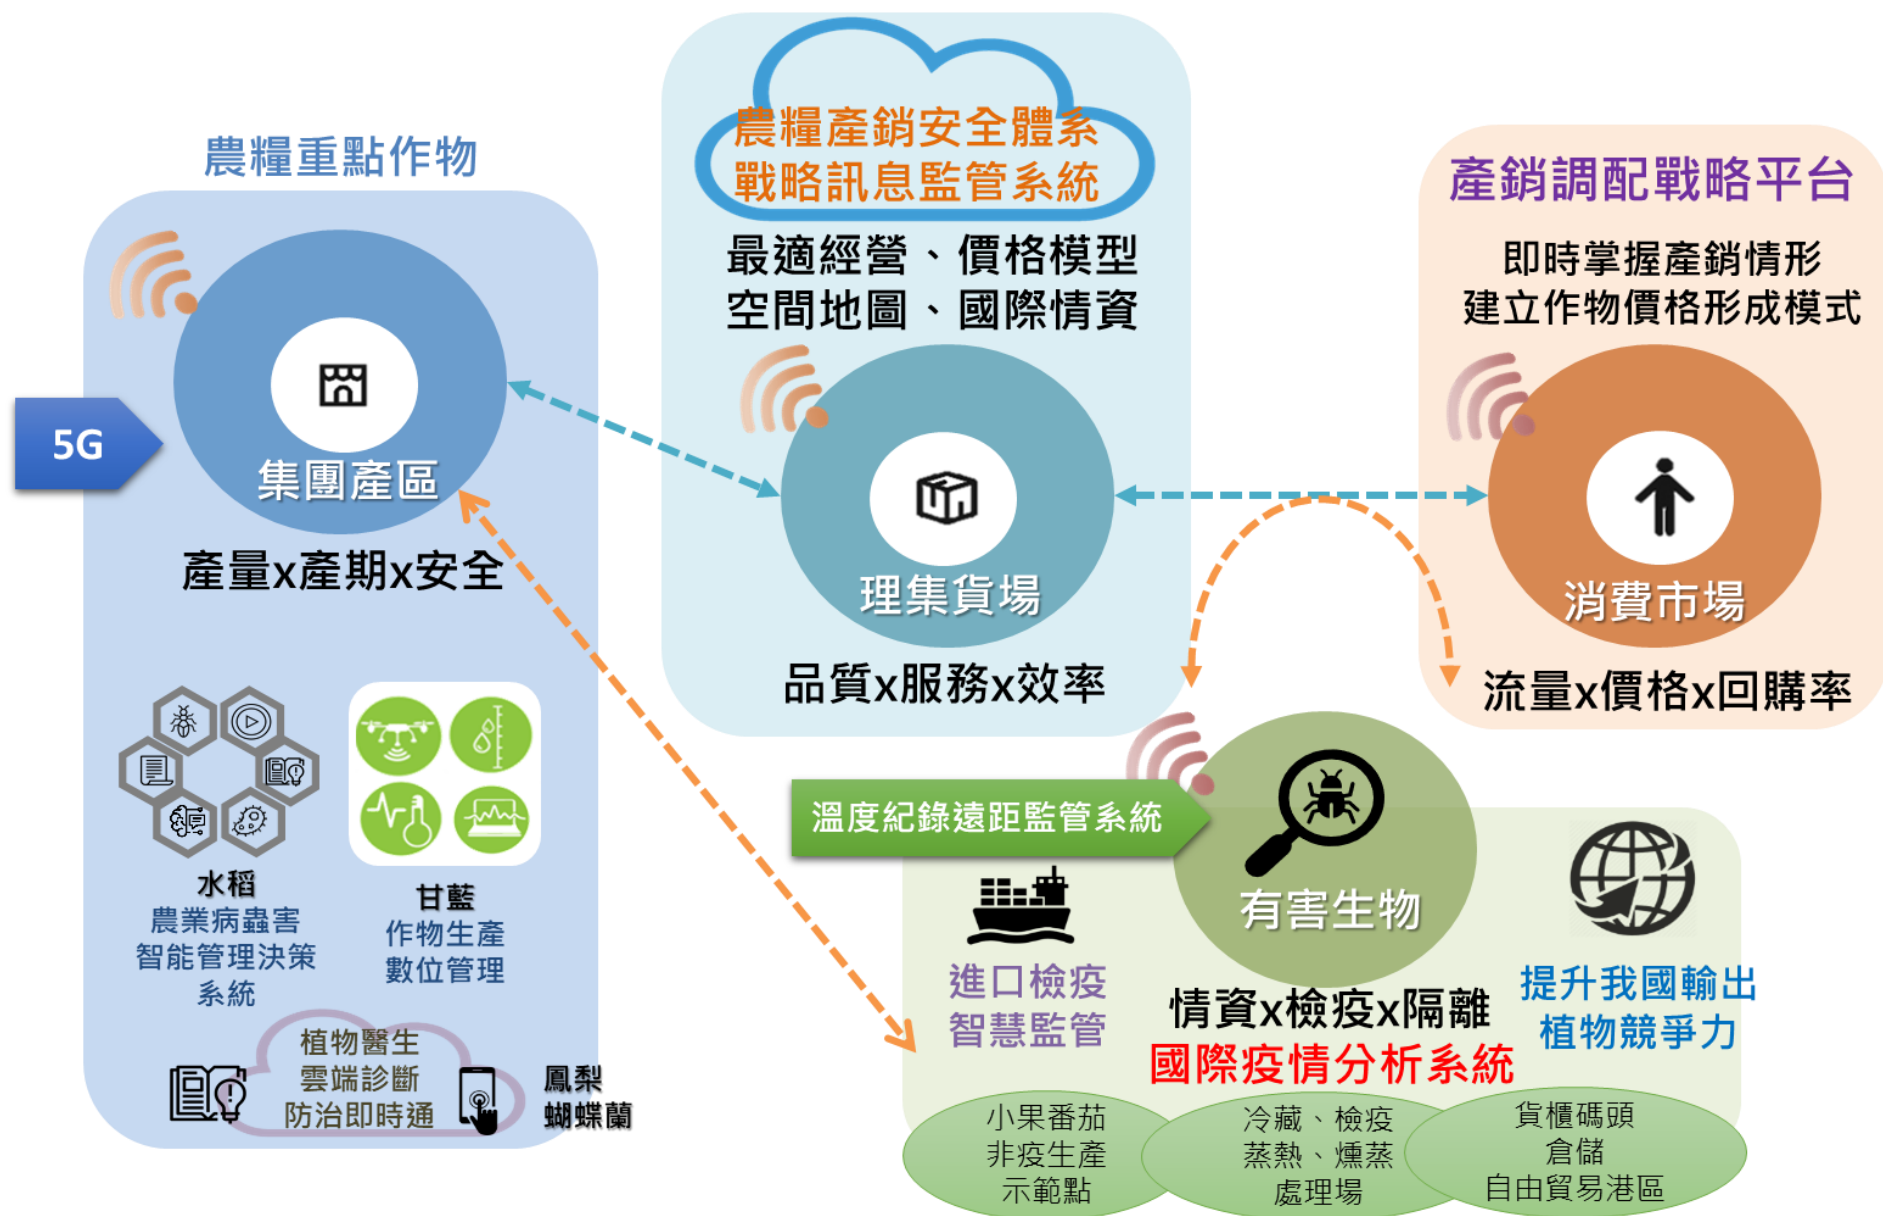 農糧重點作物
5G
集團產區
產量x產期x安全
水稻
農業病蟲害
智能管理決策
系統
甘藍
作物生產
數位管理
植物醫生
雲端診斷
防治即時通
鳳梨
蝴蝶蘭
農糧產銷安全體系
戰略訊息監管系統
最適經營、價格模型
空間地圖、國際情資
理集貨場
品質x服務x效率
產銷調配戰略平台
即時掌握產銷情形
建立作物價格形成模式
消費市場
流量x價格x回購率
溫度紀錄遠距監管系統
有害生物
進口檢疫
智慧監管
情資x檢疫x隔離
國際疫情分析系統
提升我國輸出
植物競爭力
小果番茄
非疫生產
示範點
冷藏、檢疫
蒸熱、燻蒸
處理場
貨櫃碼頭
倉儲
自由貿易港區